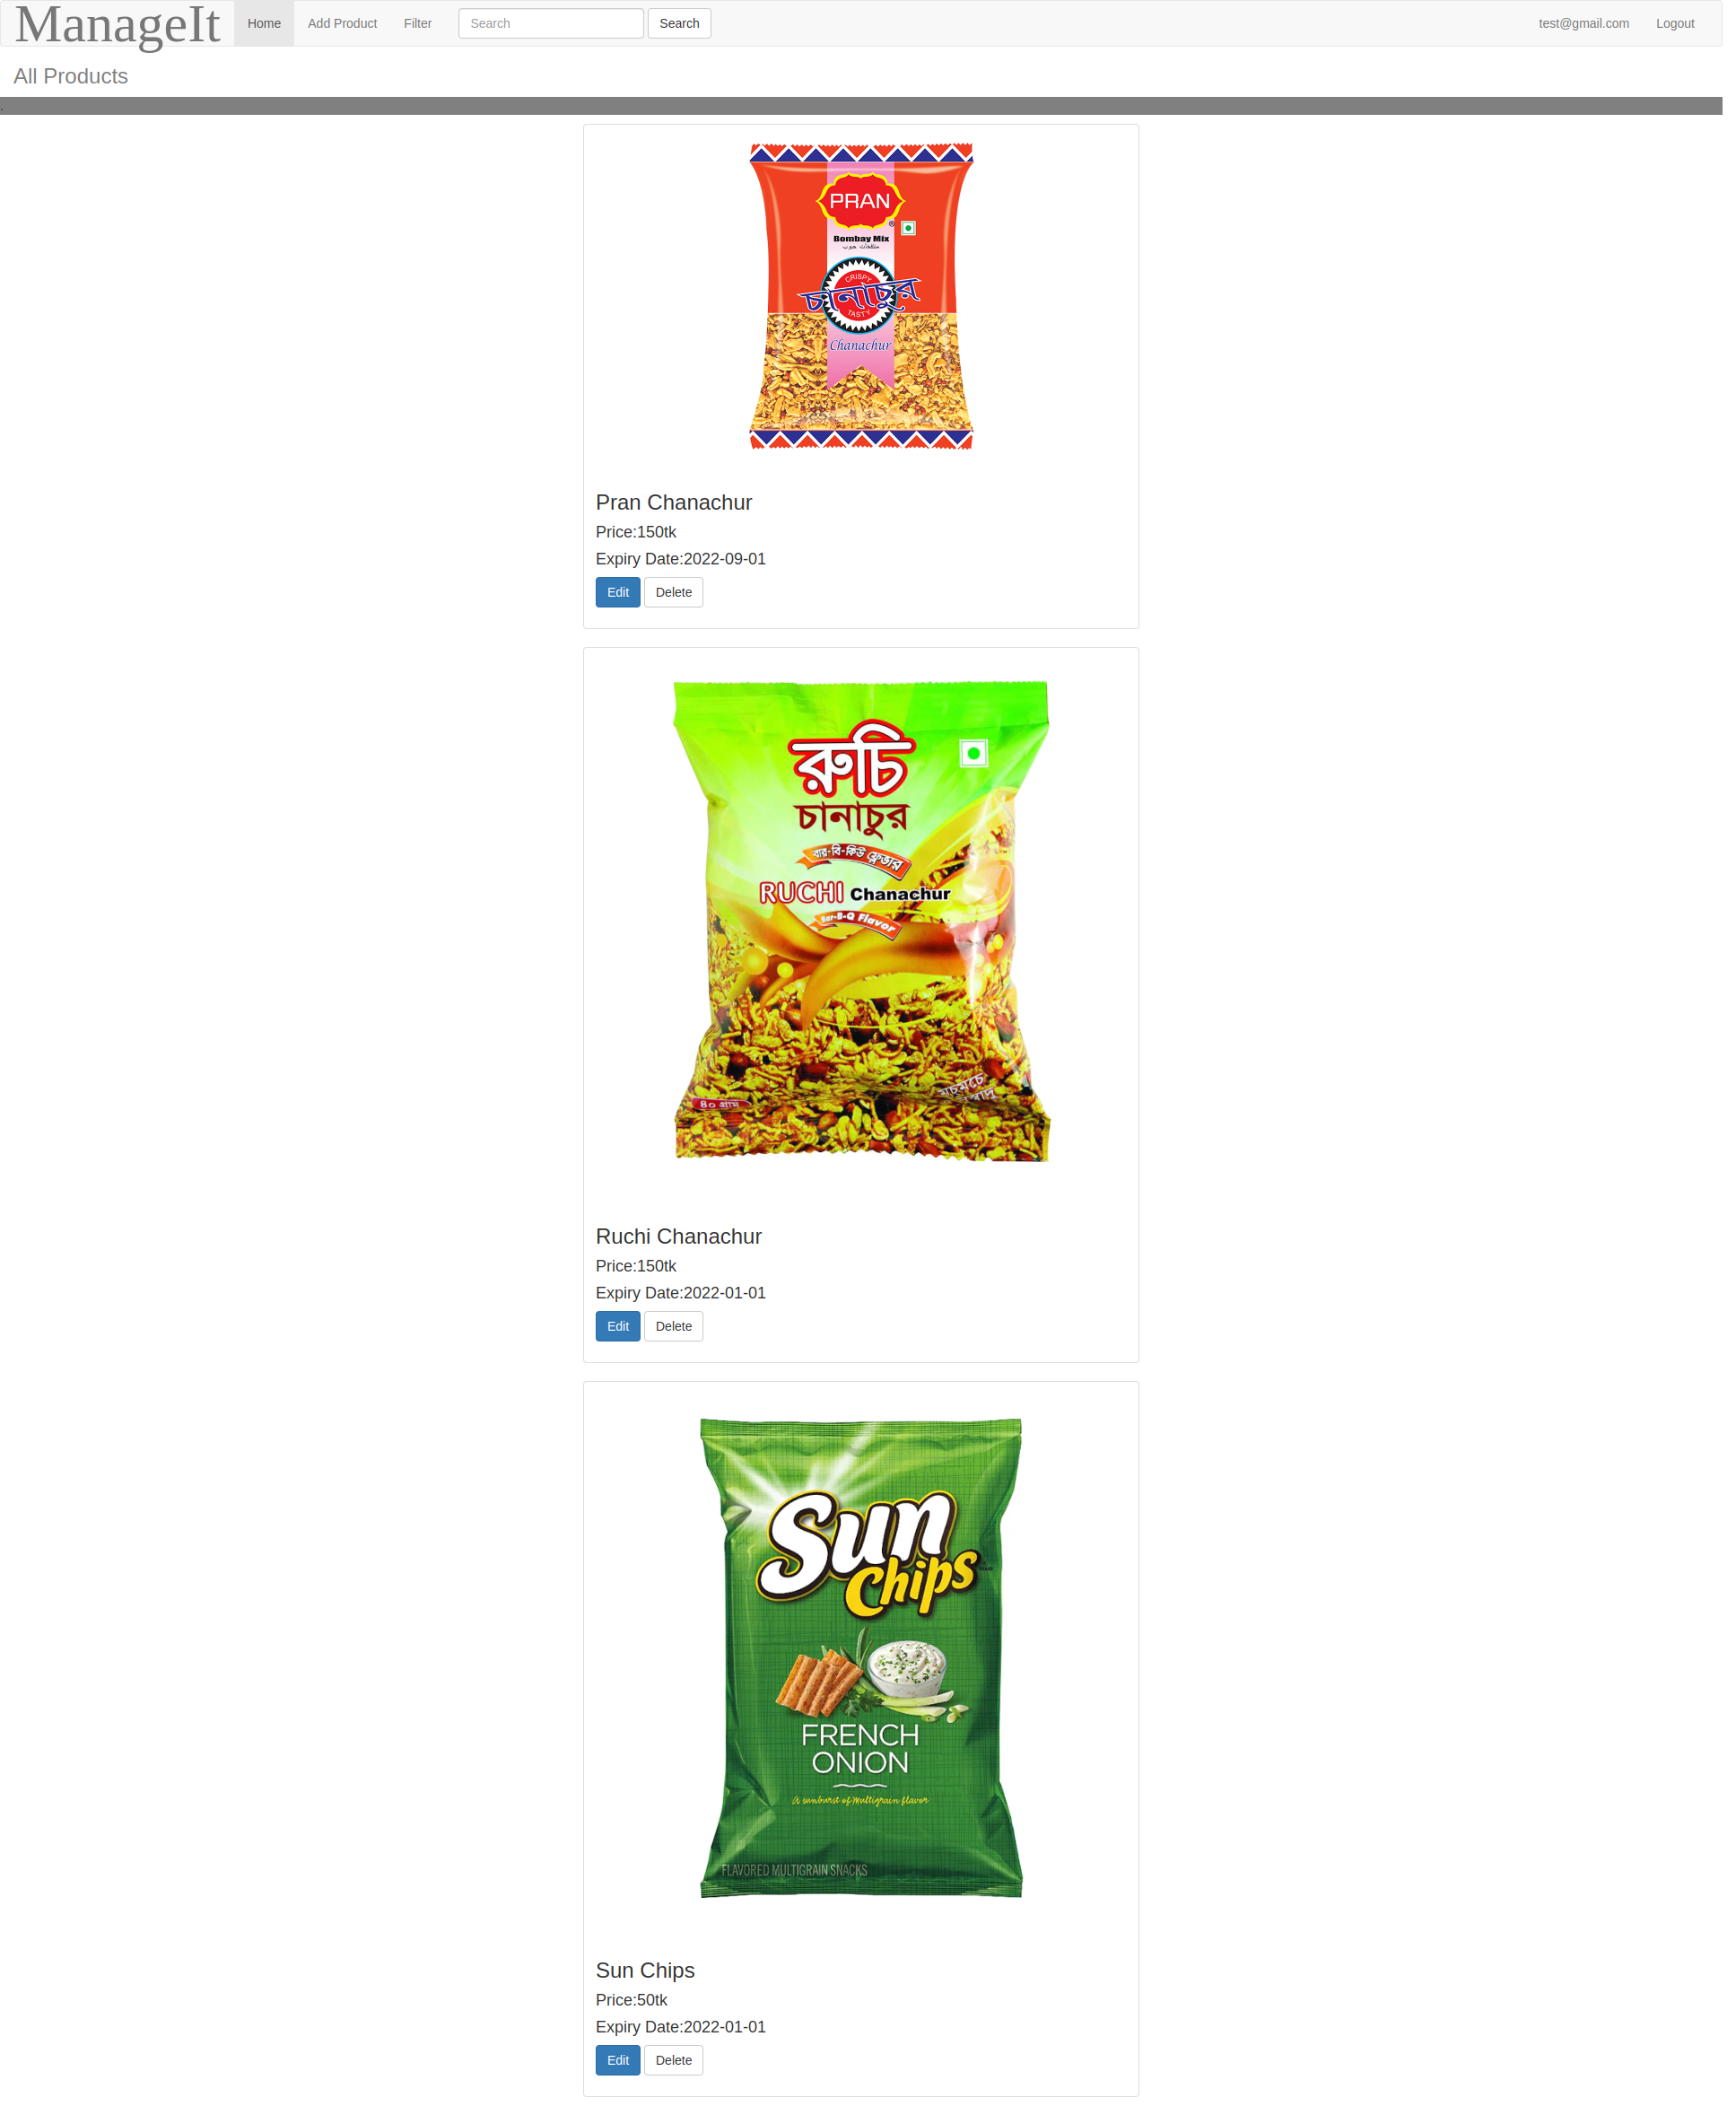 ManageIt Home Add Product Filter Search Search test@gmail.com Logout
All Products
.
PRAN
®
Bombay Mix
CRISPY
চানাচুর
TASTY
Chanachur
Pran Chanachur
Price:150tk
Expiry Date:2022-09-01
Edit Delete
রুচি
চানাচুর
বার-বি-কিউ ফ্লেভার
RUCHI Chanachur
Bar-B-Q Flavor
৪০ গ্রাম
Ruchi Chanachur
Price:150tk
Expiry Date:2022-01-01
Edit Delete
Sun
Chips
FRENCH
ONION
A sunburst of Multigrain flavor
FLAVORED MULTIGRAIN SNACKS
Sun Chips
Price:50tk
Expiry Date:2022-01-01
Edit Delete